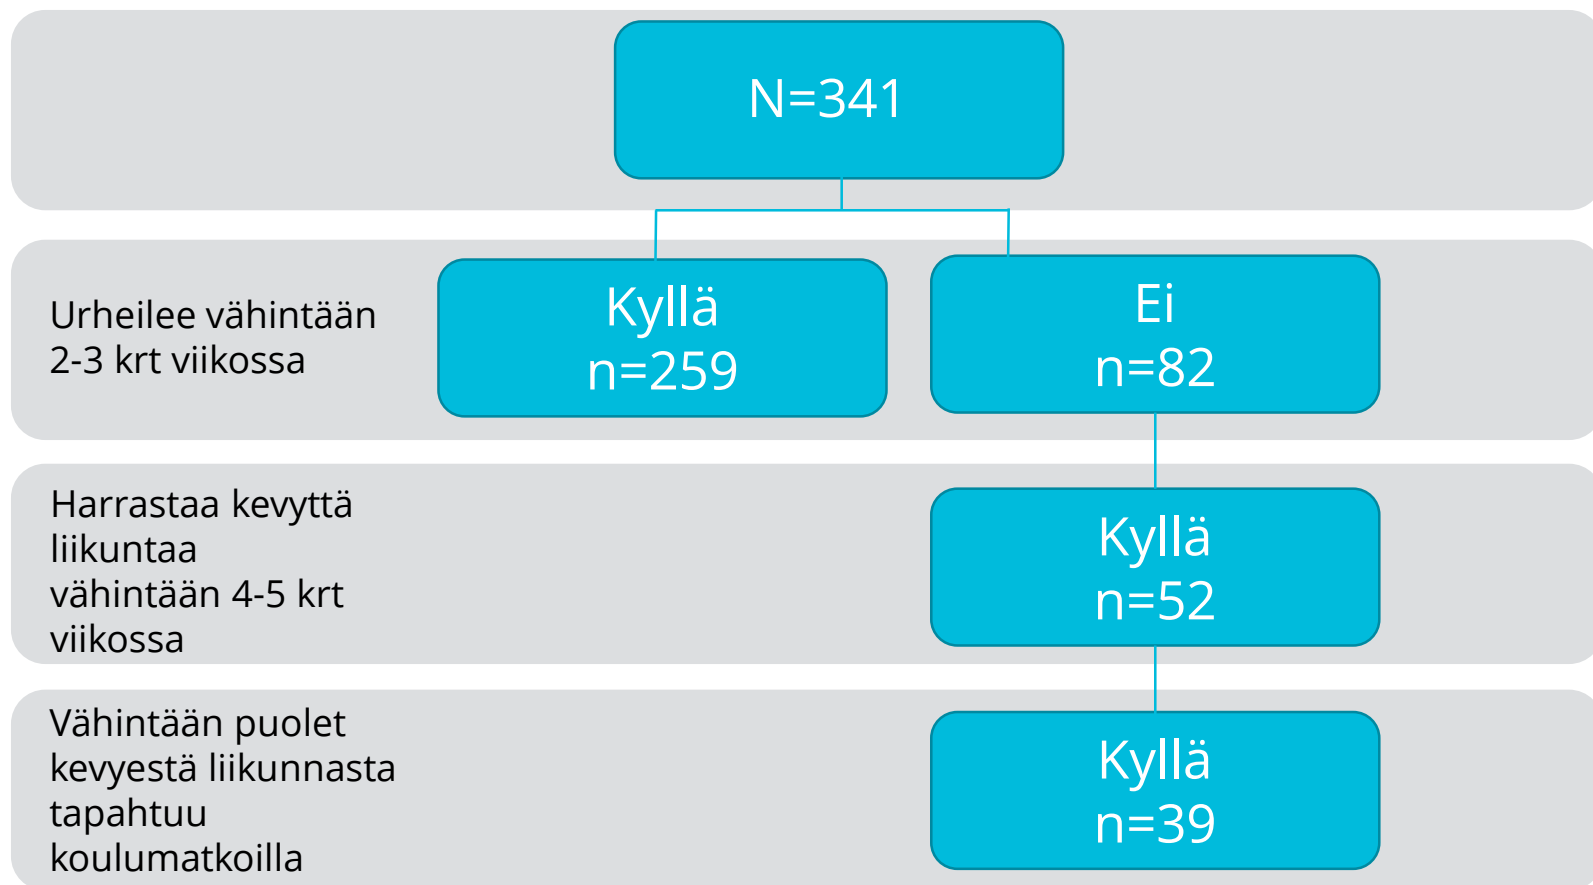 N=341
Urheilee vähintään
2-3 krt viikossa
Kyllä
n=259
Ei
n=82
Harrastaa kevyttä
liikuntaa
vähintään 4-5 krt
viikossa
Kyllä
n=52
Vähintään puolet
kevyestä liikunnasta
tapahtuu
koulumatkoilla
Kyllä
n=39